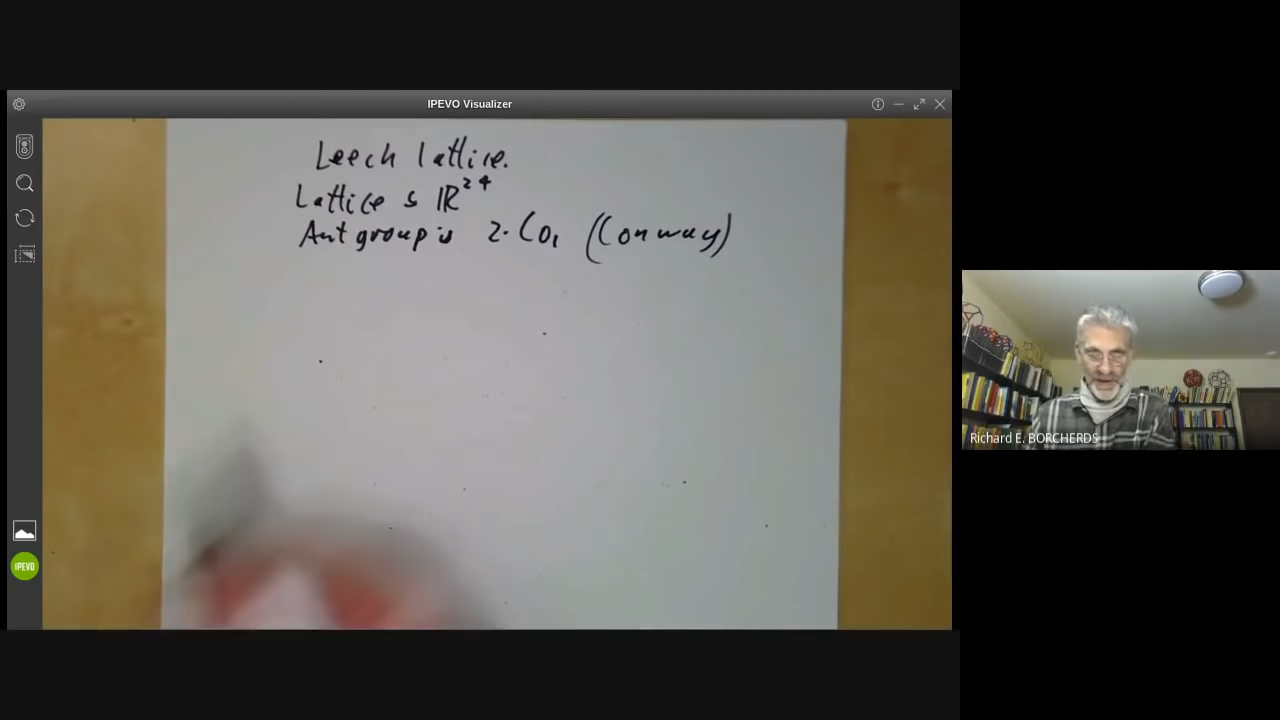 IPEVO Visualizer
Leech lattice.
Lattice ⊆ ℝ²⁴
Aut group is 2·Co₁ (Conway)
IPEVO
Richard E. BORCHERDS